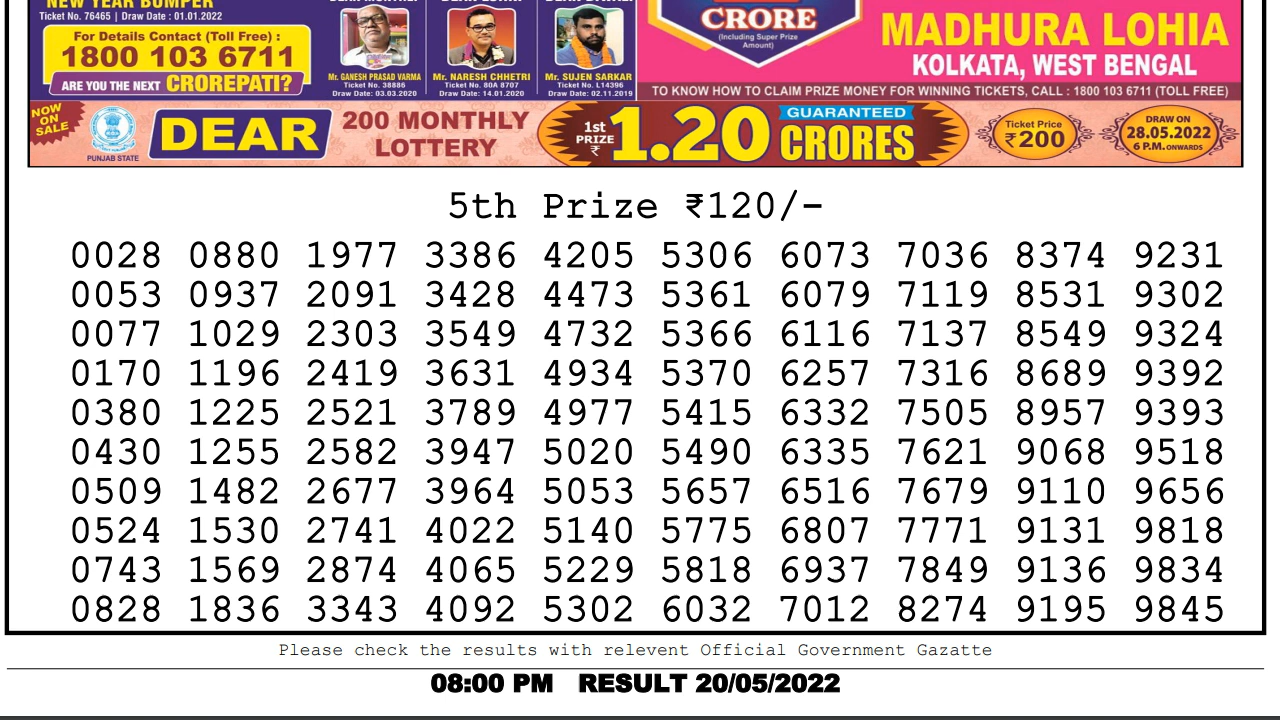 NEW YEAR BUMPER
Ticket No. 76465 | Draw Date : 01.01.2022
For Details Contact (Toll Free) :
1800 103 6711
ARE YOU THE NEXT CROREPATI?
Mr. GANESH PRASAD VARMA
Ticket No. 38886
Draw Date: 03.03.2020
Mr. NARESH CHHETRI
Ticket No. 80A 8707
Draw Date: 14.01.2020
Mr. SUJEN SARKAR
Ticket No. L14396
Draw Date: 02.11.2019
CRORE
(Including Super Prize
Amount)
MADHURA LOHIA
KOLKATA, WEST BENGAL
TO KNOW HOW TO CLAIM PRIZE MONEY FOR WINNING TICKETS, CALL : 1800 103 6711 (TOLL FREE)
NOW
ON
SALE
PUNJAB STATE
DEAR
200 MONTHLY
LOTTERY
1st
PRIZE
₹
1.20
GUARANTEED
CRORES
Ticket Price
₹200
DRAW ON
28.05.2022
6 P.M. ONWARDS
5th Prize ₹120/-
0028 0880 1977 3386 4205 5306 6073 7036 8374 9231
0053 0937 2091 3428 4473 5361 6079 7119 8531 9302
0077 1029 2303 3549 4732 5366 6116 7137 8549 9324
0170 1196 2419 3631 4934 5370 6257 7316 8689 9392
0380 1225 2521 3789 4977 5415 6332 7505 8957 9393
0430 1255 2582 3947 5020 5490 6335 7621 9068 9518
0509 1482 2677 3964 5053 5657 6516 7679 9110 9656
0524 1530 2741 4022 5140 5775 6807 7771 9131 9818
0743 1569 2874 4065 5229 5818 6937 7849 9136 9834
0828 1836 3343 4092 5302 6032 7012 8274 9195 9845
Please check the results with relevent Official Government Gazatte
08:00 PM RESULT 20/05/2022